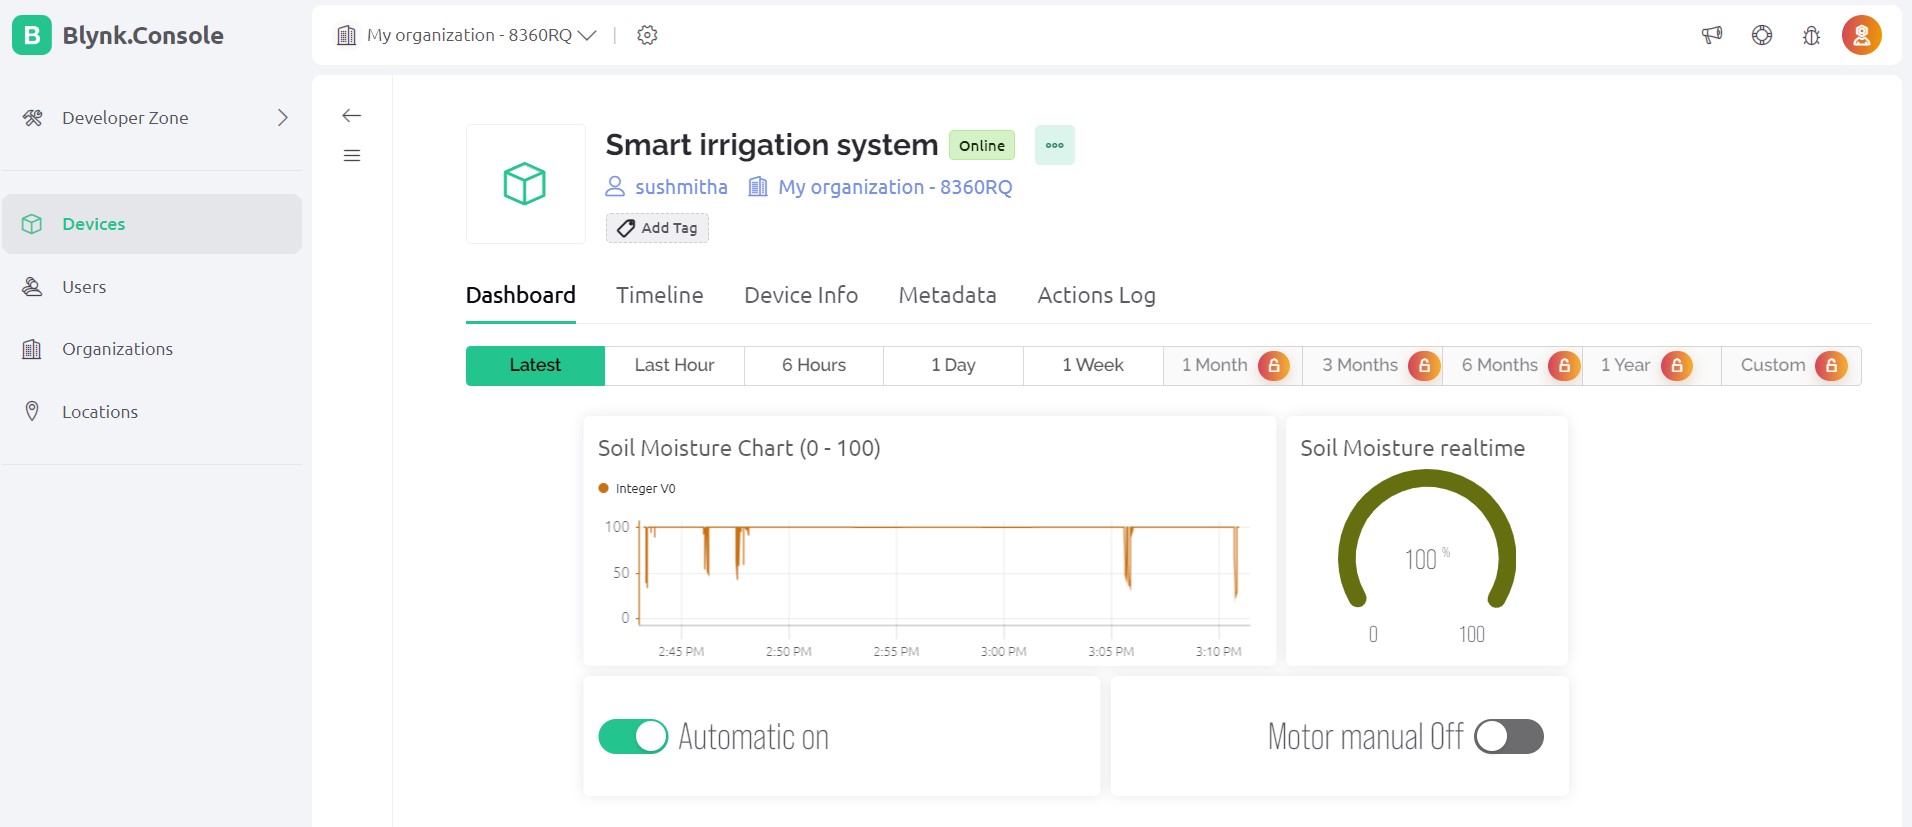 B Blynk.Console
My organization - 8360RQ
Developer Zone
Devices
Users
Organizations
Locations
Smart irrigation system Online
sushmitha My organization - 8360RQ
Add Tag
Dashboard Timeline Device Info Metadata Actions Log
Latest Last Hour 6 Hours 1 Day 1 Week 1 Month 3 Months 6 Months 1 Year Custom
Soil Moisture Chart (0 - 100)
Integer V0
100
50
0
2:45 PM 2:50 PM 2:55 PM 3:00 PM 3:05 PM 3:10 PM
Soil Moisture realtime
100 %
0 100
Automatic on
Motor manual Off